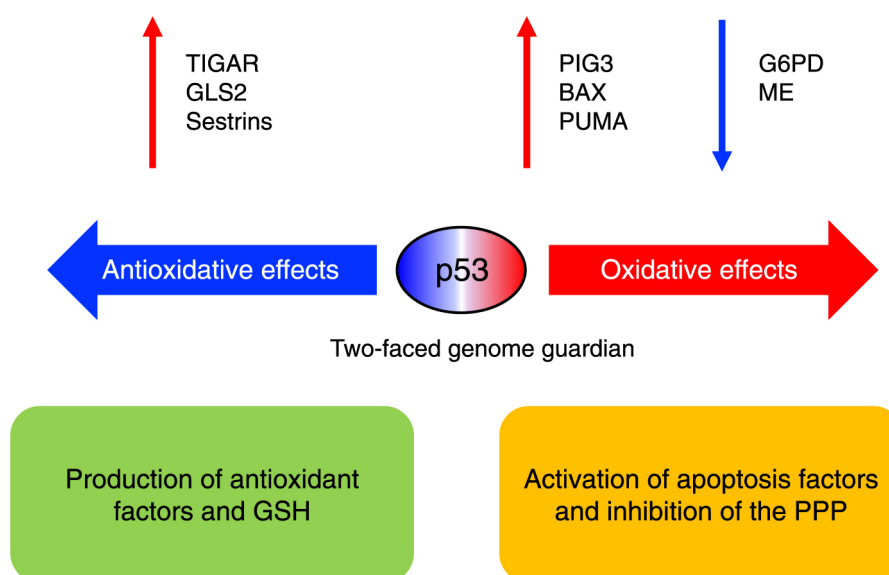 TIGAR
GLS2
Sestrins
PIG3
BAX
PUMA
G6PD
ME
Antioxidative effects
p53
Oxidative effects
Two-faced genome guardian
Production of antioxidant
factors and GSH
Activation of apoptosis factors
and inhibition of the PPP